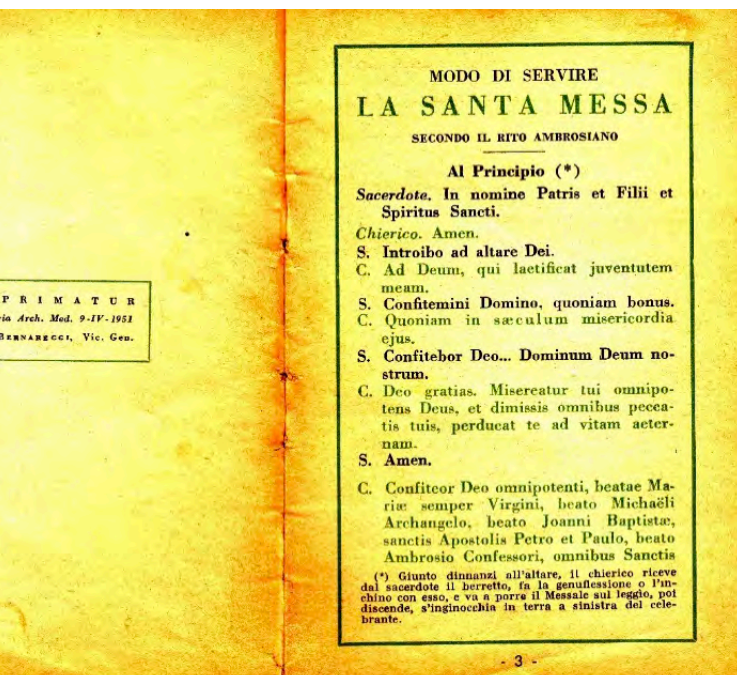 PRIMATUR
ria Arch. Med. 9-IV-1951
BERNARECCI, Vic. Gen.
MODO DI SERVIRE
LA SANTA MESSA
SECONDO IL RITO AMBROSIANO
Al Principio (*)
Sacerdote. In nomine Patris et Filii et
Spiritus Sancti.
Chierico. Amen.
S. Introibo ad altare Dei.
C. Ad Deum, qui laetificat juventutem
meam.
S. Confitemini Domino, quoniam bonus.
C. Quoniam in sæculum misericordia
ejus.
S. Confitebor Deo... Dominum Deum no-
strum.
C. Deo gratias. Misereatur tui omnipo-
tens Deus, et dimissis omnibus pecca-
tis tuis, perducat te ad vitam aeter-
nam.
S. Amen.
C. Confiteor Deo omnipotenti, beatae Ma-
riæ semper Virgini, beato Michaëli
Archangelo, beato Joanni Baptistæ,
sanctis Apostolis Petro et Paulo, beato
Ambrosio Confessori, omnibus Sanctis
(*) Giunto dinnanzi all'altare, il chierico riceve
dal sacerdote il berretto, fa la genuflessione o l'in-
chino con esso, e va a porre il Messale sul leggìo, poi
discende, s'inginocchia in terra a sinistra del cele-
brante.
- 3 -